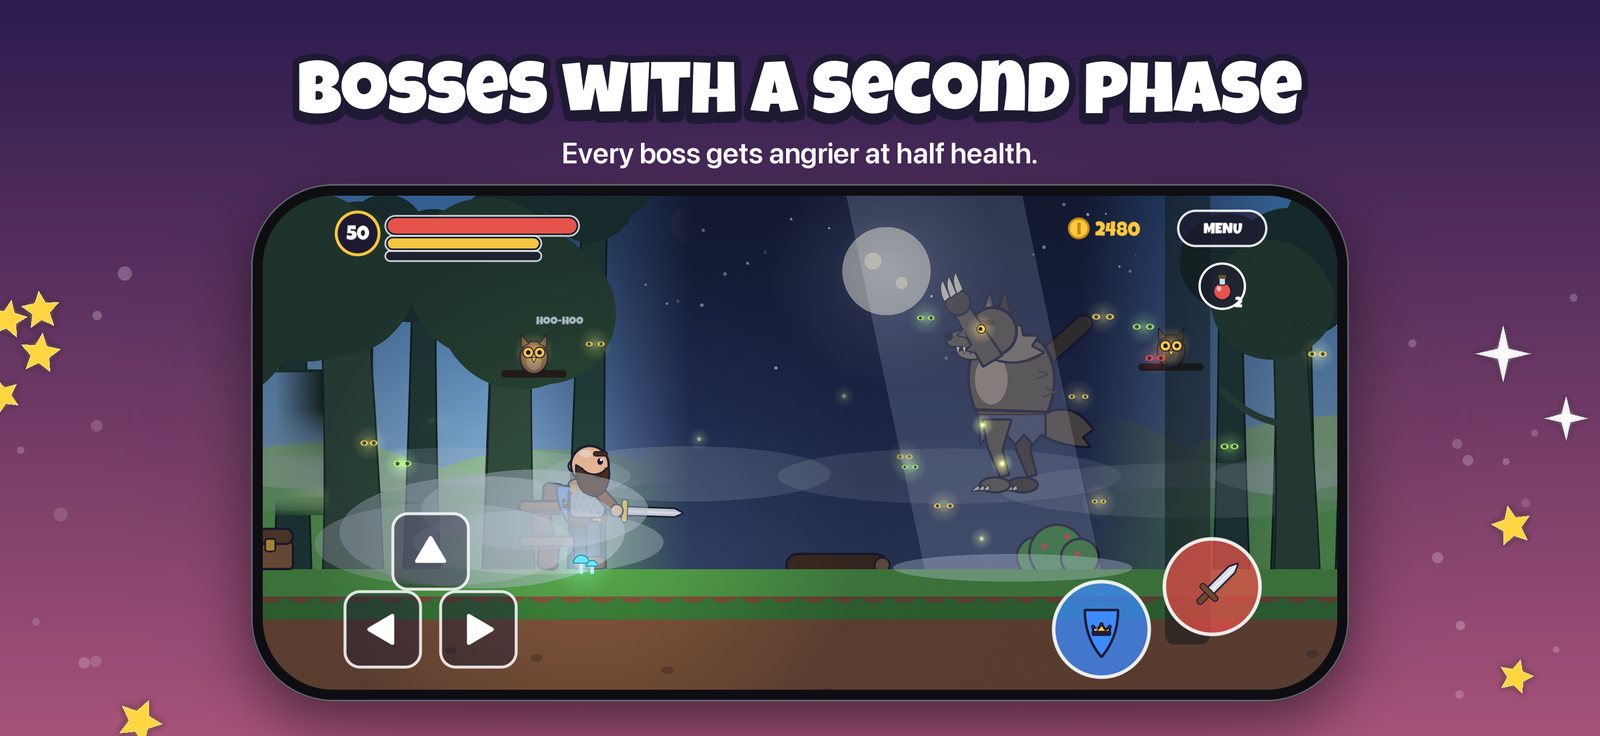 BOSSES WITH A SECOND PHASE
Every boss gets angrier at half health.
50
2480
MENU
2
HOO-HOO